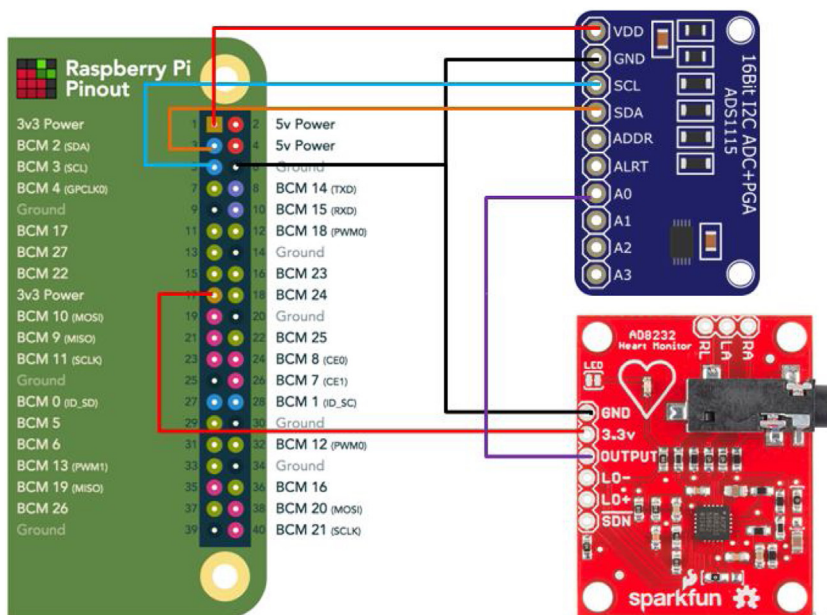 Raspberry Pi
Pinout
3v3 Power 1 2 5v Power
BCM 2 (SDA) 3 4 5v Power
BCM 3 (SCL) 5 6 Ground
BCM 4 (GPCLK0) 7 8 BCM 14 (TXD)
Ground 9 10 BCM 15 (RXD)
BCM 17 11 12 BCM 18 (PWM0)
BCM 27 13 14 Ground
BCM 22 15 16 BCM 23
3v3 Power 17 18 BCM 24
BCM 10 (MOSI) 19 20 Ground
BCM 9 (MISO) 21 22 BCM 25
BCM 11 (SCLK) 23 24 BCM 8 (CE0)
Ground 25 26 BCM 7 (CE1)
BCM 0 (ID_SD) 27 28 BCM 1 (ID_SC)
BCM 5 29 30 Ground
BCM 6 31 32 BCM 12 (PWM0)
BCM 13 (PWM1) 33 34 Ground
BCM 19 (MISO) 35 36 BCM 16
BCM 26 37 38 BCM 20 (MOSI)
Ground 39 40 BCM 21 (SCLK)
VDD
GND
SCL
SDA
ADDR
ALRT
A0
A1
A2
A3
16Bit I2C ADC+PGA
ADS1115
AD8232
Heart Monitor
RL
LA
RA
LED
GND
3.3v
OUTPUT
LO-
LO+
SDN
sparkfun